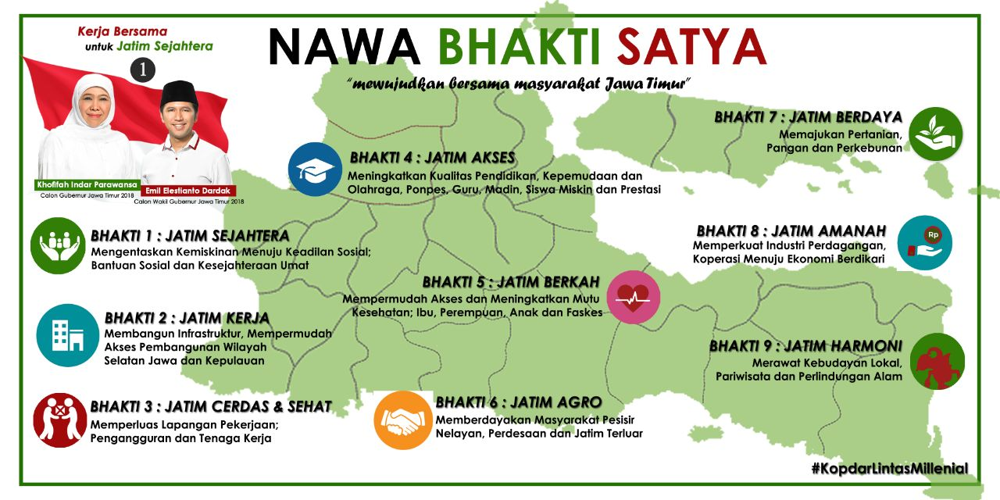 Kerja Bersama
untuk Jatim Sejahtera
1
Khofifah Indar Parawansa
Calon Gubernur Jawa Timur 2018
Emil Elestianto Dardak
Calon Wakil Gubernur Jawa Timur 2018
NAWA BHAKTI SATYA
“mewujudkan bersama masyarakat Jawa Timur”
BHAKTI 1 : JATIM SEJAHTERA
Mengentaskan Kemiskinan Menuju Keadilan Sosial;
Bantuan Sosial dan Kesejahteraan Umat
BHAKTI 2 : JATIM KERJA
Membangun Infrastruktur, Mempermudah
Akses Pembangunan Wilayah
Selatan Jawa dan Kepulauan
BHAKTI 3 : JATIM CERDAS & SEHAT
Memperluas Lapangan Pekerjaan;
Pengangguran dan Tenaga Kerja
BHAKTI 4 : JATIM AKSES
Meningkatkan Kualitas Pendidikan, Kepemudaan dan
Olahraga, Ponpes, Guru, Madin, Siswa Miskin dan Prestasi
BHAKTI 5 : JATIM BERKAH
Mempermudah Akses dan Meningkatkan Mutu
Kesehatan; Ibu, Perempuan, Anak dan Faskes
BHAKTI 6 : JATIM AGRO
Memberdayakan Masyarakat Pesisir
Nelayan, Perdesaan dan Jatim Terluar
BHAKTI 7 : JATIM BERDAYA
Memajukan Pertanian,
Pangan dan Perkebunan
BHAKTI 8 : JATIM AMANAH
Memperkuat Industri Perdagangan,
Koperasi Menuju Ekonomi Berdikari
Rp
BHAKTI 9 : JATIM HARMONI
Merawat Kebudayan Lokal,
Pariwisata dan Perlindungan Alam
#KopdarLintasMillenial